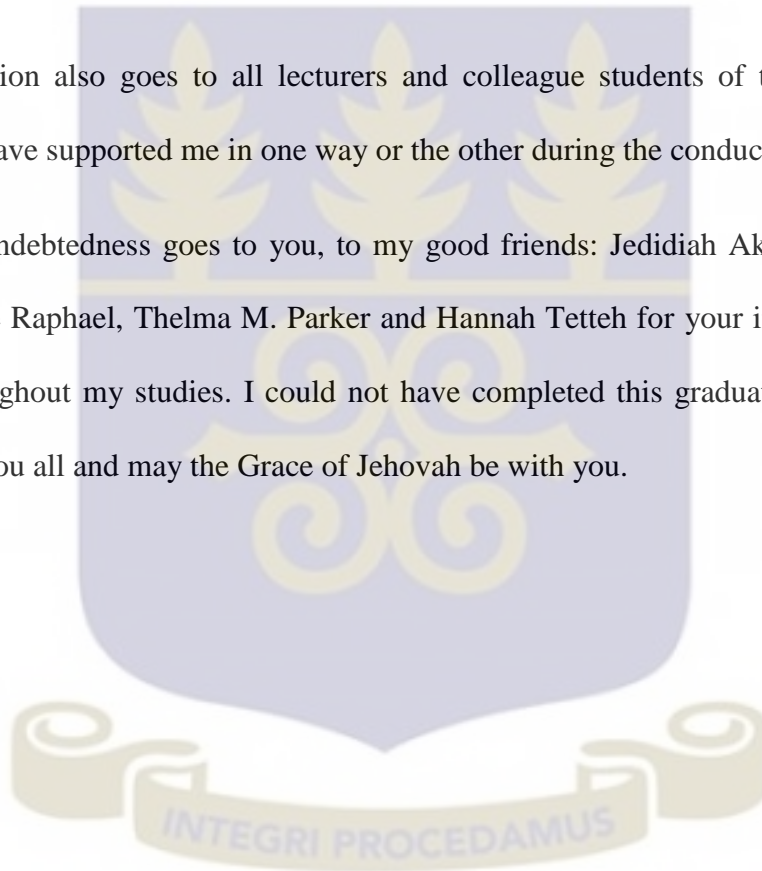 ion also goes to all lecturers and colleague students of t
ave supported me in one way or the other during the conduc
ndebtedness goes to you, to my good friends: Jedidiah Ak
Raphael, Thelma M. Parker and Hannah Tetteh for your i
ghout my studies. I could not have completed this graduat
ou all and may the Grace of Jehovah be with you.
INTEGRI PROCEDAMUS